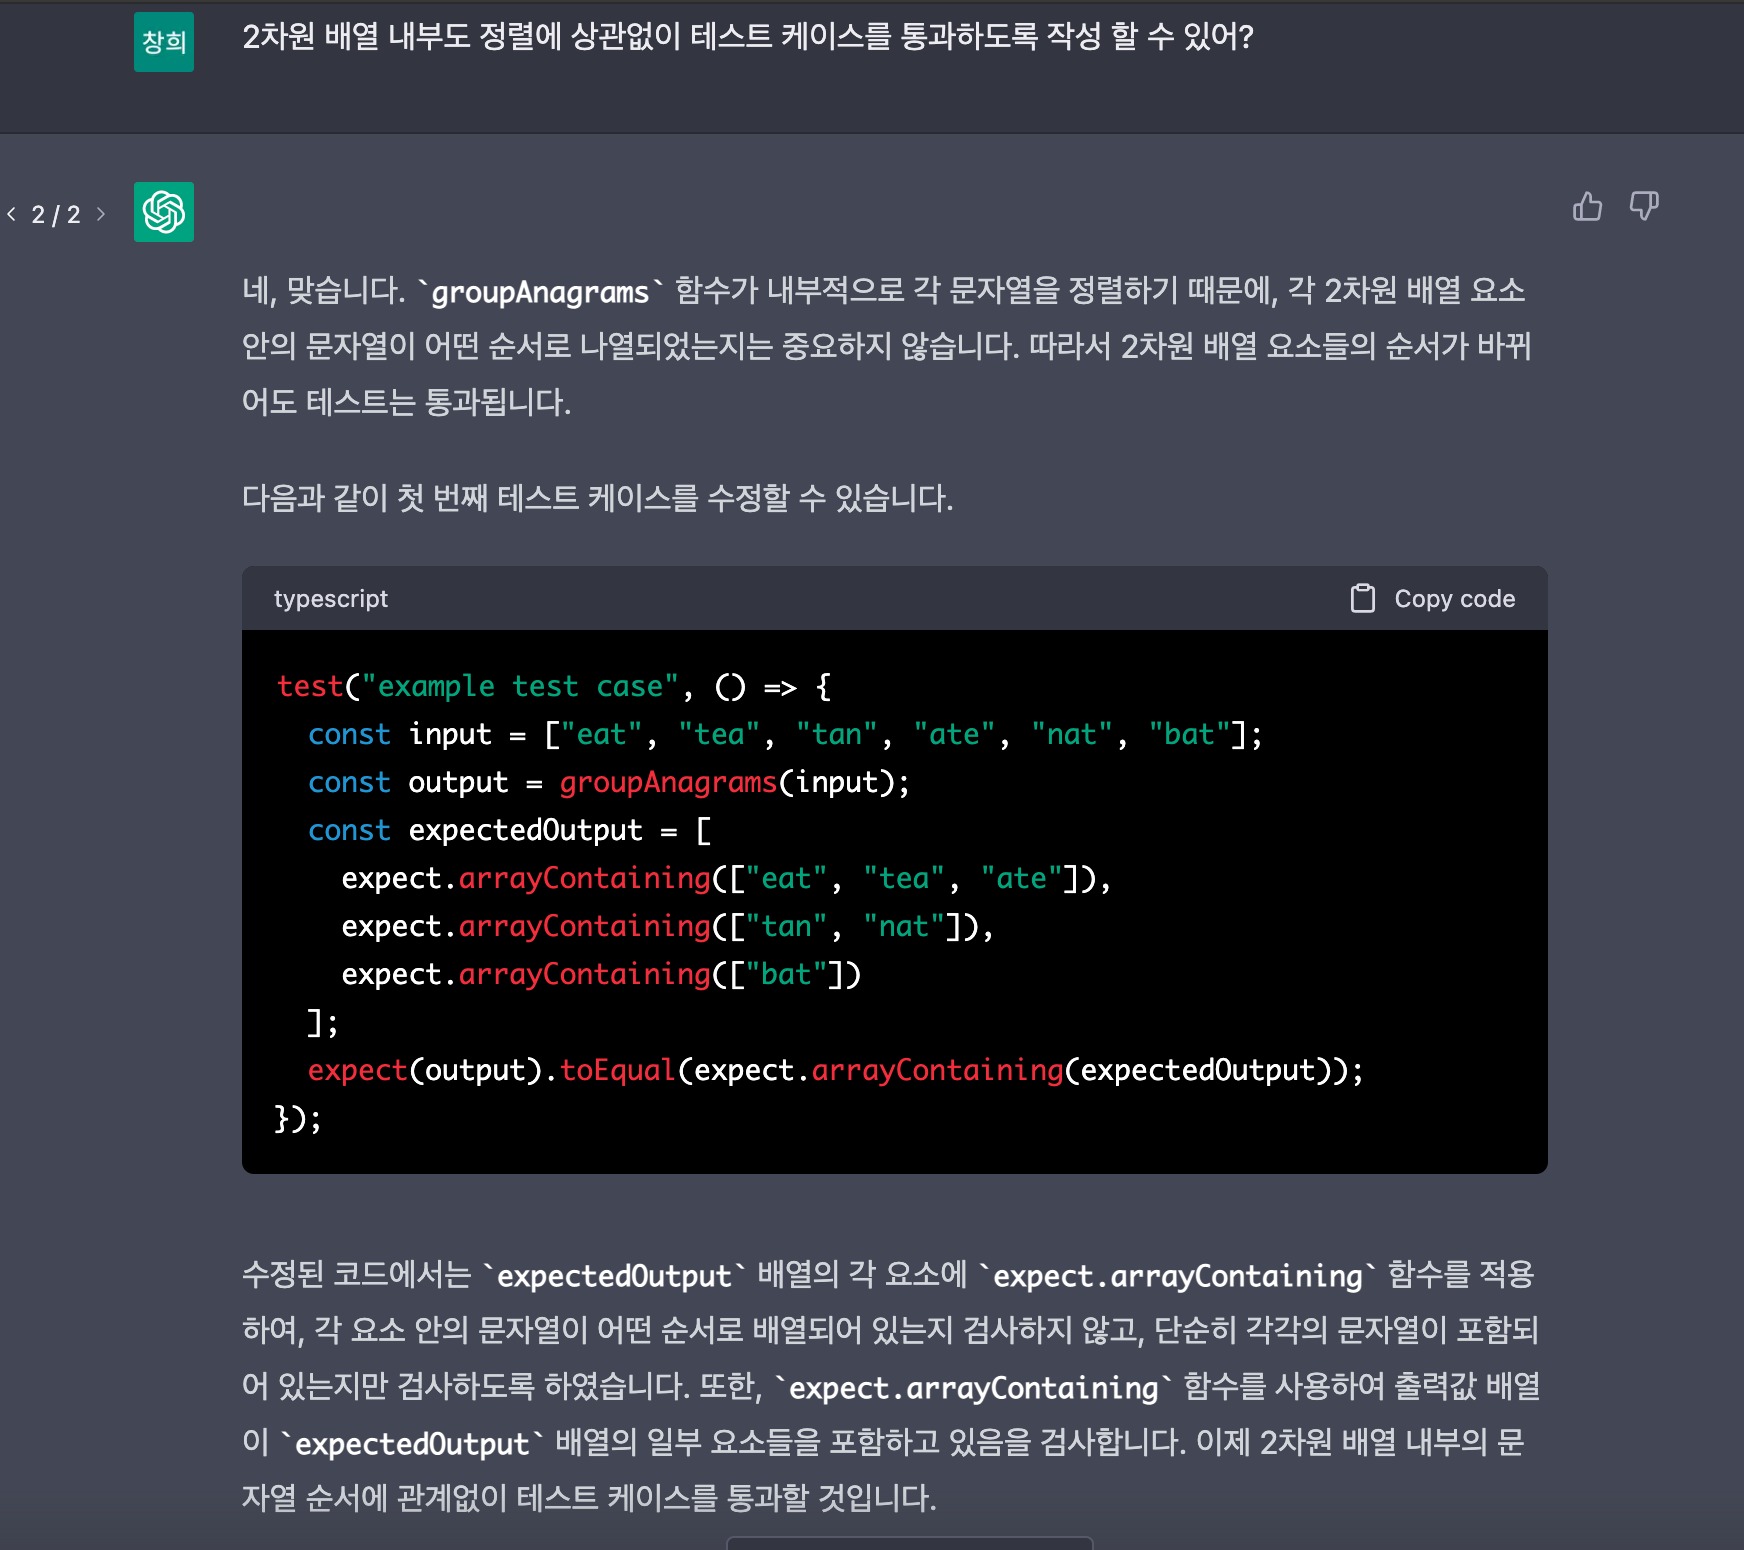 창희
2차원 배열 내부도 정렬에 상관없이 테스트 케이스를 통과하도록 작성 할 수 있어?
< 2 / 2 >
네, 맞습니다. `groupAnagrams` 함수가 내부적으로 각 문자열을 정렬하기 때문에, 각 2차원 배열 요소
안의 문자열이 어떤 순서로 나열되었는지는 중요하지 않습니다. 따라서 2차원 배열 요소들의 순서가 바뀌
어도 테스트는 통과됩니다.
다음과 같이 첫 번째 테스트 케이스를 수정할 수 있습니다.
typescript
Copy code
test("example test case", () => {
  const input = ["eat", "tea", "tan", "ate", "nat", "bat"];
  const output = groupAnagrams(input);
  const expectedOutput = [
    expect.arrayContaining(["eat", "tea", "ate"]),
    expect.arrayContaining(["tan", "nat"]),
    expect.arrayContaining(["bat"])
  ];
  expect(output).toEqual(expect.arrayContaining(expectedOutput));
});
수정된 코드에서는 `expectedOutput` 배열의 각 요소에 `expect.arrayContaining` 함수를 적용
하여, 각 요소 안의 문자열이 어떤 순서로 배열되어 있는지 검사하지 않고, 단순히 각각의 문자열이 포함되
어 있는지만 검사하도록 하였습니다. 또한, `expect.arrayContaining` 함수를 사용하여 출력값 배열
이 `expectedOutput` 배열의 일부 요소들을 포함하고 있음을 검사합니다. 이제 2차원 배열 내부의 문
자열 순서에 관계없이 테스트 케이스를 통과할 것입니다.